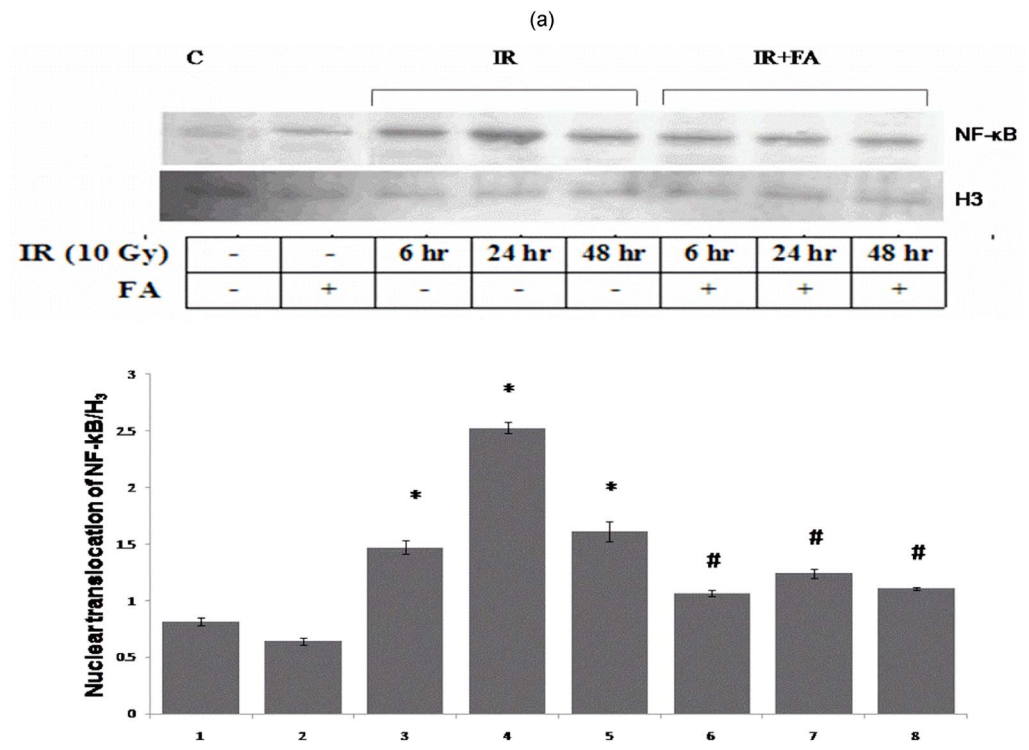 (a)
C IR IR+FA
NF-κB
H3
IR (10 Gy) - - 6 hr 24 hr 48 hr 6 hr 24 hr 48 hr
FA - + - - - + + +
Nuclear translocation of NF-kB/H3
3
2.5
2
1.5
1
0.5
0
* * * # # #
1 2 3 4 5 6 7 8